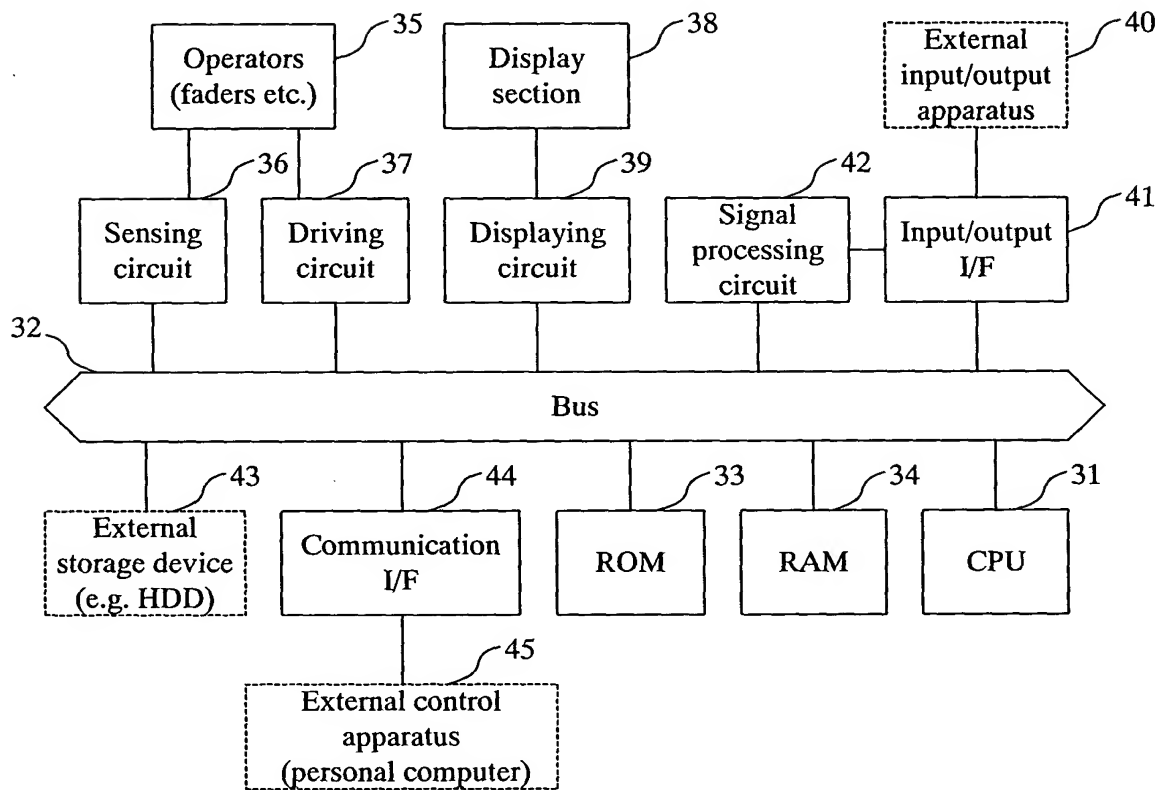 35
Operators
(faders etc.)
38
Display
section
40
External
input/output
apparatus
36
Sensing
circuit
37
Driving
circuit
39
Displaying
circuit
42
Signal
processing
circuit
41
Input/output
I/F
32
Bus
43
External
storage device
(e.g. HDD)
44
Communication
I/F
33
ROM
34
RAM
31
CPU
45
External control
apparatus
(personal computer)